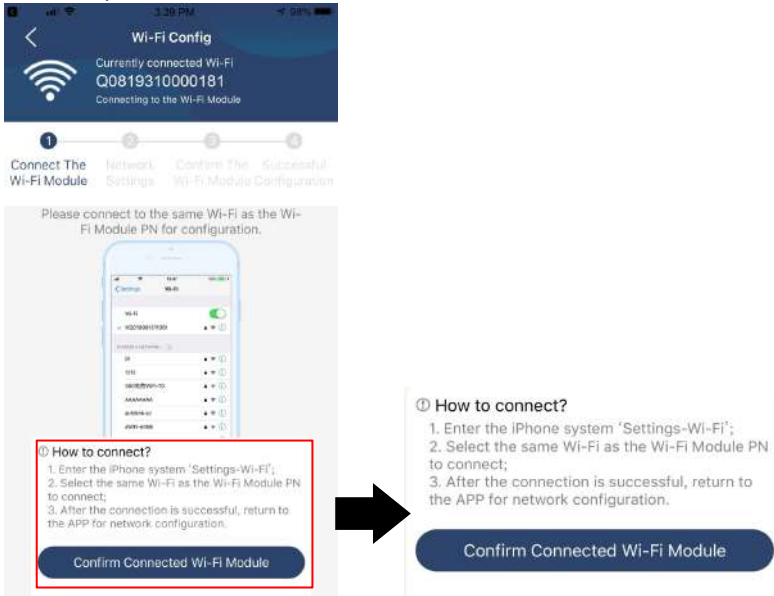 3:39 PM
98%
Wi-Fi Config
Currently connected Wi-Fi
Q0819310000181
Connecting to the Wi-Fi Module
1
2
3
4
Connect The
Wi-Fi Module
Network
Settings
Confirm The
Wi-Fi Module
Successful
Configuration
Please connect to the same Wi-Fi as the Wi-
Fi Module PN for configuration.
Settings
Wi-Fi
Wi-Fi
① How to connect?
1. Enter the iPhone system 'Settings-Wi-Fi';
2. Select the same Wi-Fi as the Wi-Fi Module PN
to connect;
3. After the connection is successful, return to
the APP for network configuration.
Confirm Connected Wi-Fi Module
① How to connect?
1. Enter the iPhone system 'Settings-Wi-Fi';
2. Select the same Wi-Fi as the Wi-Fi Module PN
to connect;
3. After the connection is successful, return to
the APP for network configuration.
Confirm Connected Wi-Fi Module